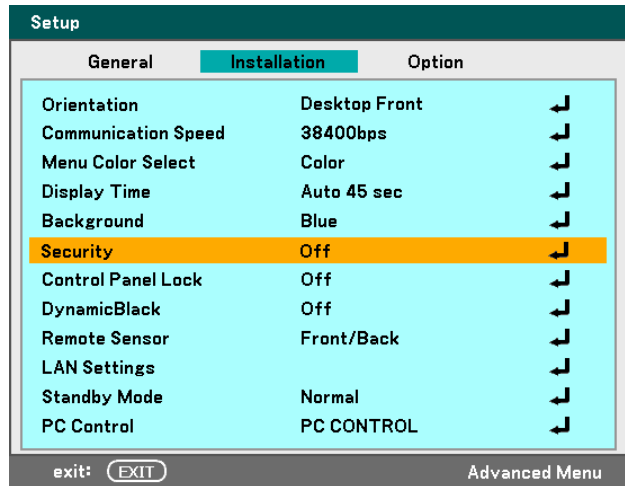 Setup
General Installation Option
Orientation Desktop Front
Communication Speed 38400bps
Menu Color Select Color
Display Time Auto 45 sec
Background Blue
Security Off
Control Panel Lock Off
DynamicBlack Off
Remote Sensor Front/Back
LAN Settings
Standby Mode Normal
PC Control PC CONTROL
exit: EXIT Advanced Menu